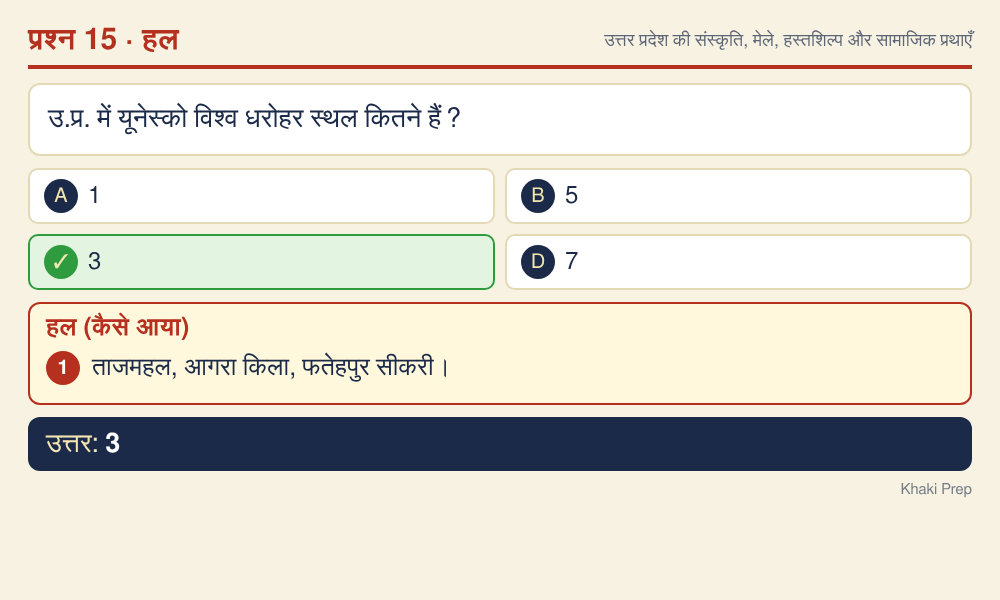 प्रश्न 15 · हल
उत्तर प्रदेश की संस्कृति, मेले, हस्तशिल्प और सामाजिक प्रथाएँ
उ.प्र. में यूनेस्को विश्व धरोहर स्थल कितने हैं ?
A 1
B 5
✓ 3
D 7
हल (कैसे आया)
1 ताजमहल, आगरा किला, फतेहपुर सीकरी ।
उत्तर: 3
Khaki Prep